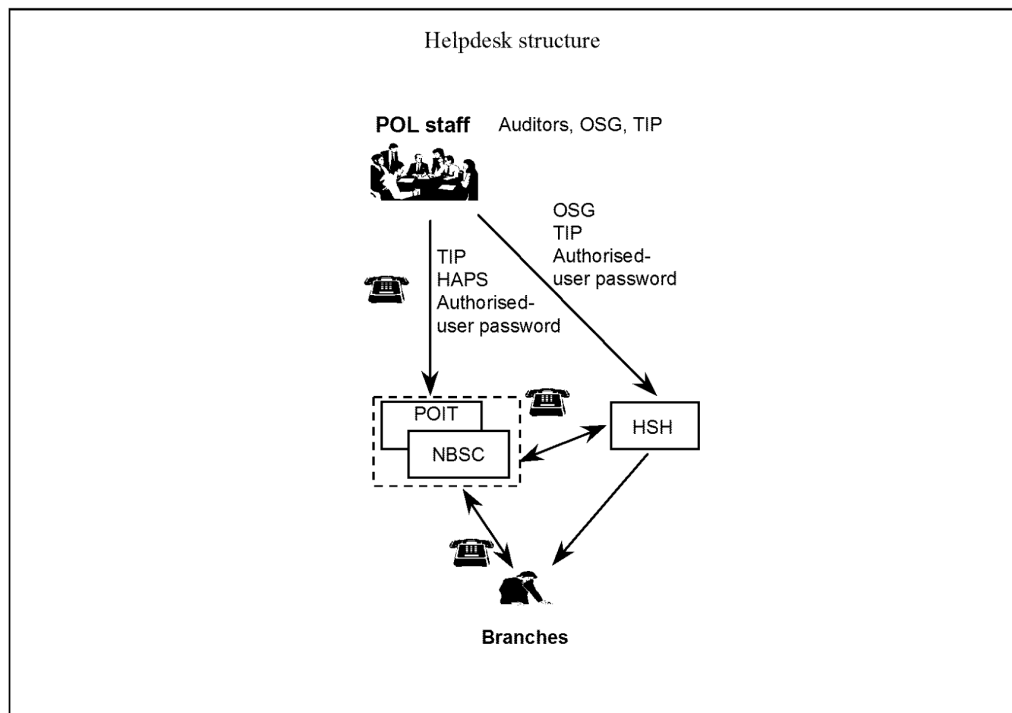 Helpdesk structure
POL staff Auditors, OSG, TIP
OSG
TIP
Authorised-
user password
TIP
HAPS
Authorised-
user password
POIT
NBSC
HSH
Branches